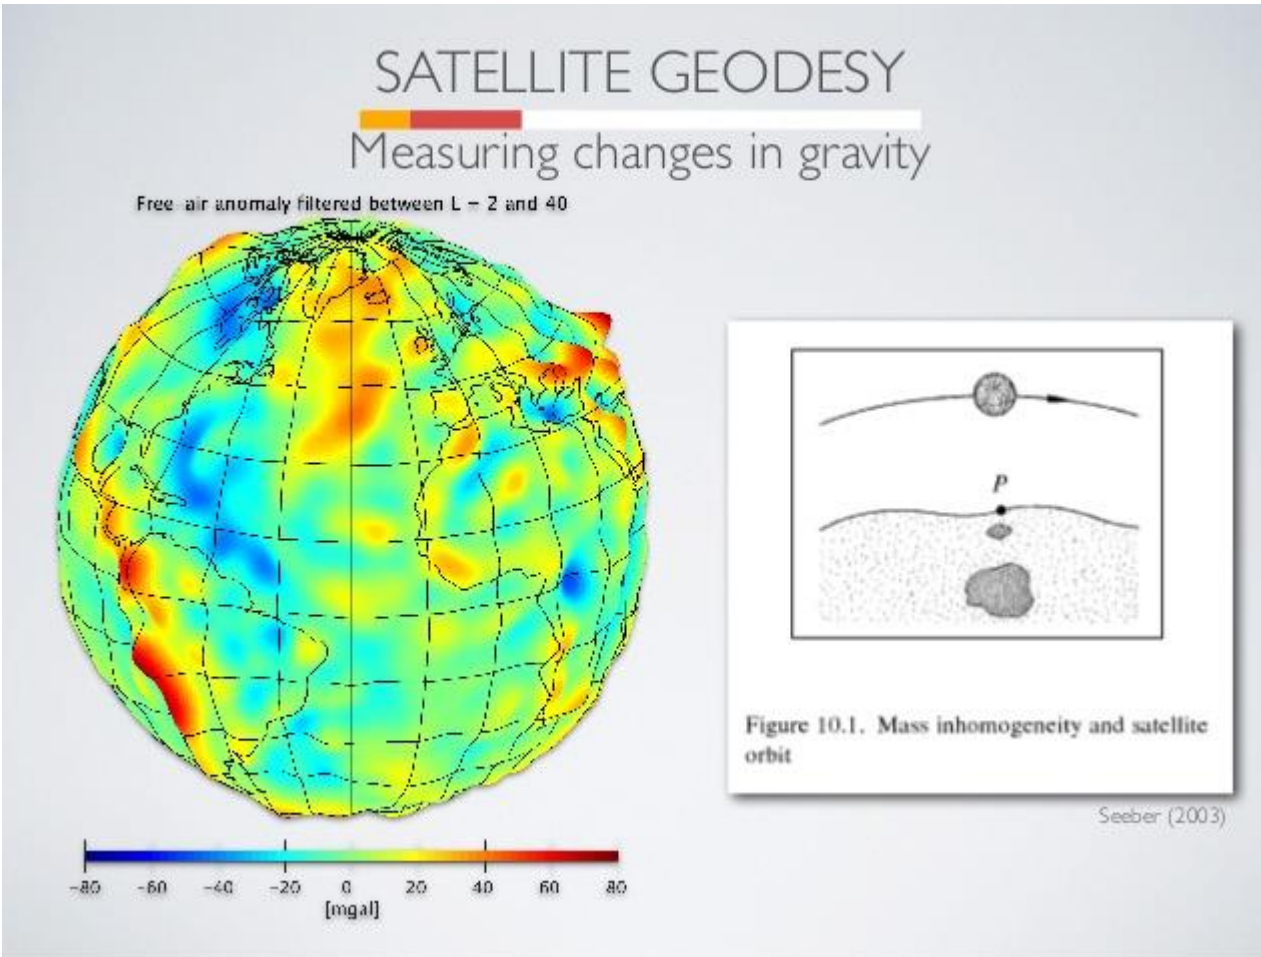 SATELLITE GEODESY
Measuring changes in gravity
Free air anomaly filtered between L - 2 and 40
-80 -60 -40 -20 0 20 40 60 80
[mgal]
P
Figure 10.1. Mass inhomogeneity and satellite
orbit
Seeber (2003)